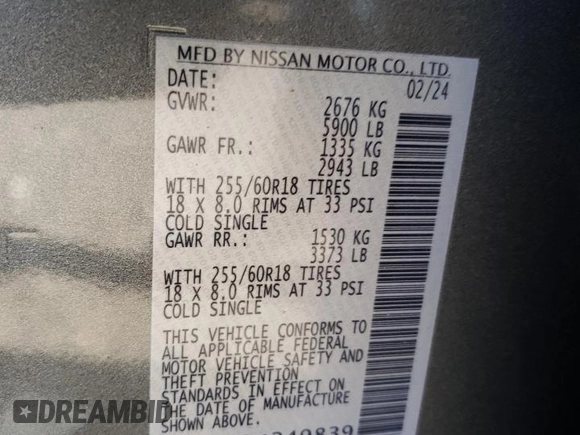 MFD BY NISSAN MOTOR CO., LTD.
DATE: 02/24
GVWR: 2676 KG
5900 LB
GAWR FR.: 1335 KG
2943 LB
WITH 255/60R18 TIRES
18 X 8.0 RIMS AT 33 PSI
COLD SINGLE
GAWR RR.: 1530 KG
3373 LB
WITH 255/60R18 TIRES
18 X 8.0 RIMS AT 33 PSI
COLD SINGLE
THIS VEHICLE CONFORMS TO
ALL APPLICABLE FEDERAL
MOTOR VEHICLE SAFETY AND
THEFT PREVENTION
STANDARDS IN EFFECT ON
THE DATE OF MANUFACTURE
SHOWN ABOVE.
DREAMBID